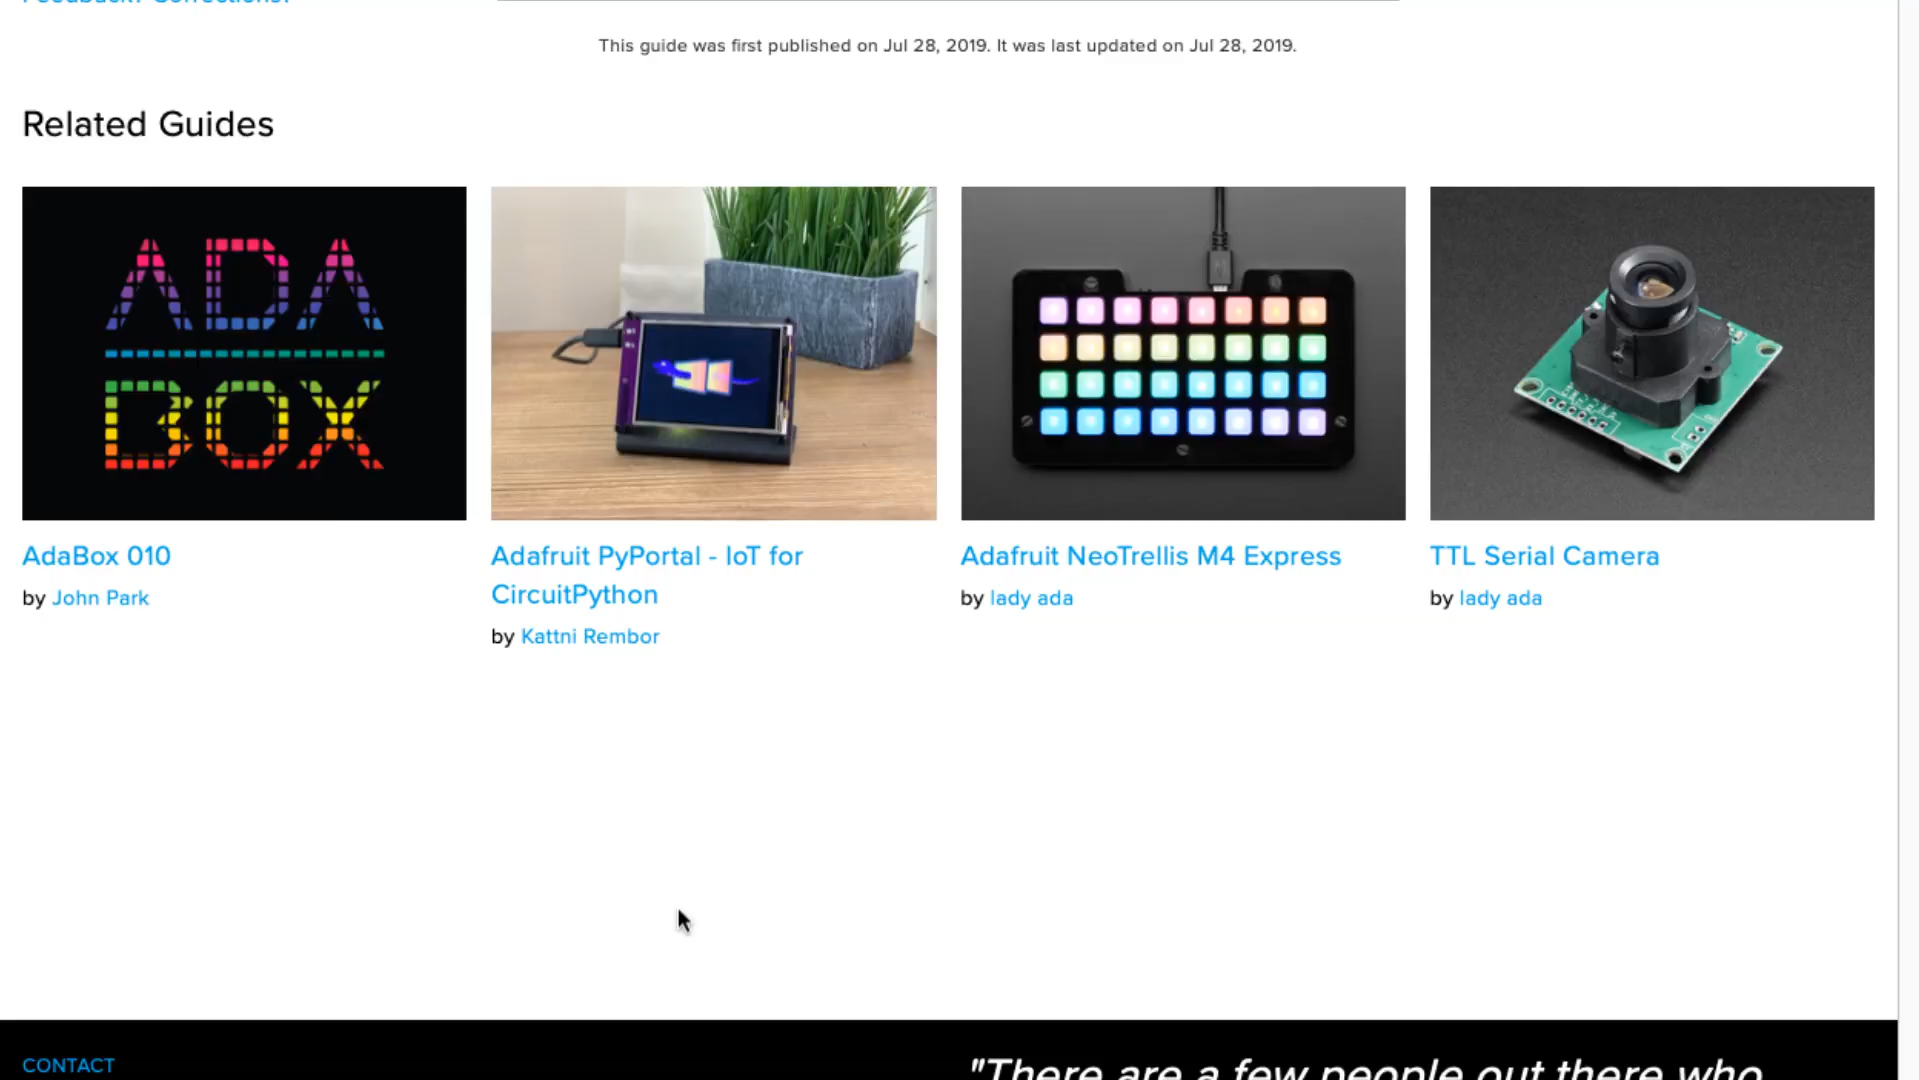 Feedback? Corrections?
This guide was first published on Jul 28, 2019. It was last updated on Jul 28, 2019.
Related Guides
ADA
BOX
AdaBox 010
by John Park
Adafruit PyPortal - IoT for
CircuitPython
by Kattni Rembor
Adafruit NeoTrellis M4 Express
by lady ada
TTL Serial Camera
by lady ada
CONTACT
"There are a few people out there who